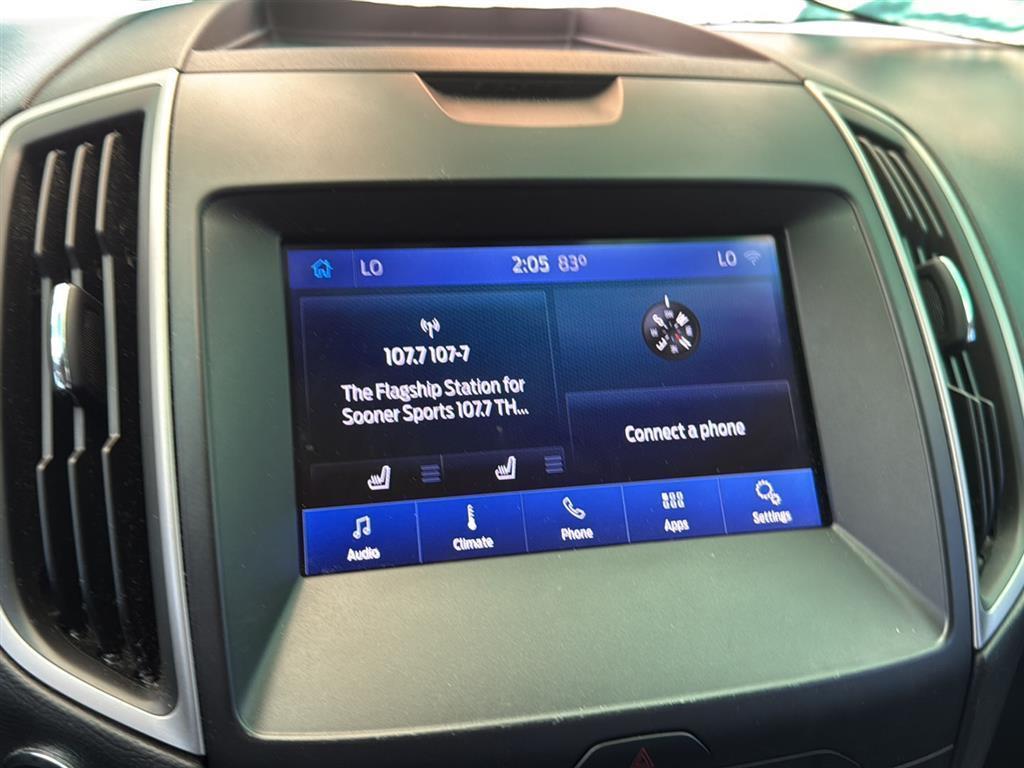 LO
2:05 83°
LO
107.7 107-7
The Flagship Station for
Sooner Sports 107.7 TH...
S W N E
Connect a phone
Audio
Climate
Phone
Apps
Settings